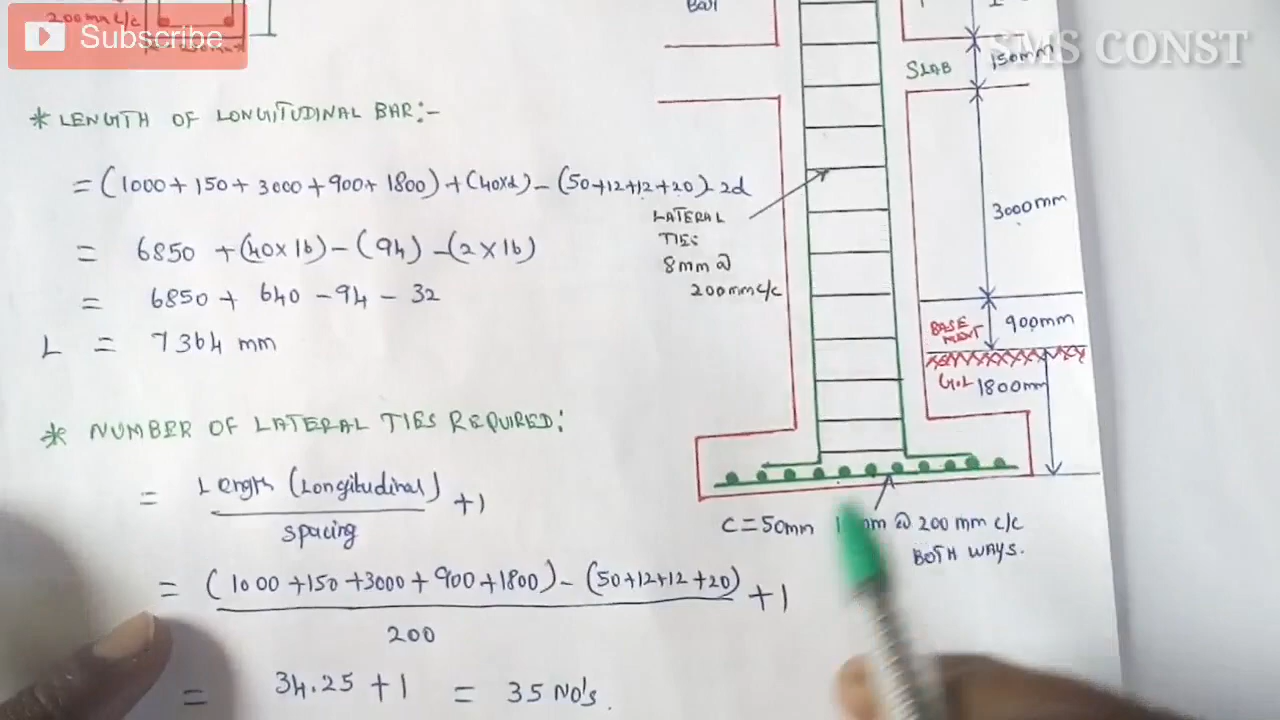 200mm c/c
Subscribe
SMS CONST
SLAB
150mm
* LENGTH OF LONGITUDINAL BAR:-
= (1000+150+3000+900+1800)+(40xd)-(50+12+12+20)-2d
= 6850 +(40x16)-(94)-(2x16)
= 6850+ 640 -94 - 32
L = 7364 mm
LATERAL
TIES
8mm @
200mm c/c
3000mm
BASEMENT
900mm
G.L
1800mm
* NUMBER OF LATERAL TIES REQUIRED:
= Length (Longitudinal) +1
spacing
= (1000+150+3000+900+1800)-(50+12+12+20) +1
200
= 34.25 +1 = 35 No's.
C=50mm
@ 200 mm c/c
BOTH WAYS.